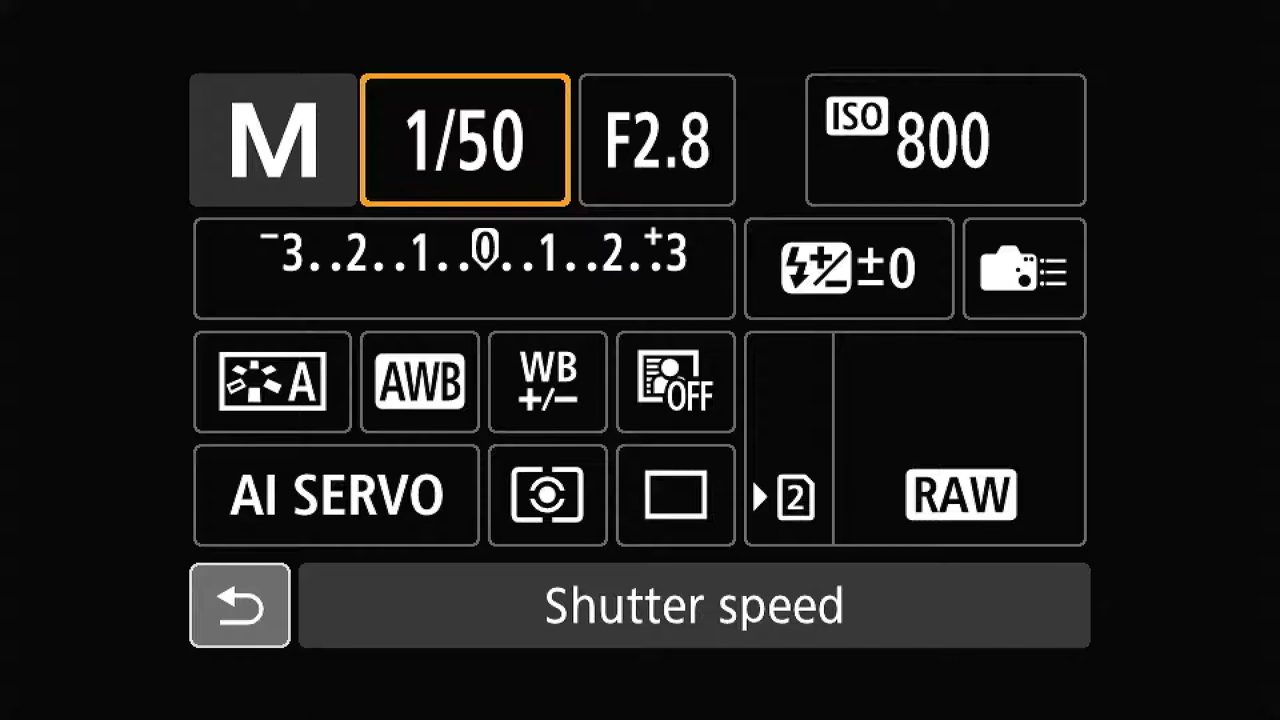 M 1/50 F2.8 ISO 800
-3..2..1..0..1..2..+3 ±0
A AWB WB +/- OFF
AI SERVO 2 RAW
Shutter speed